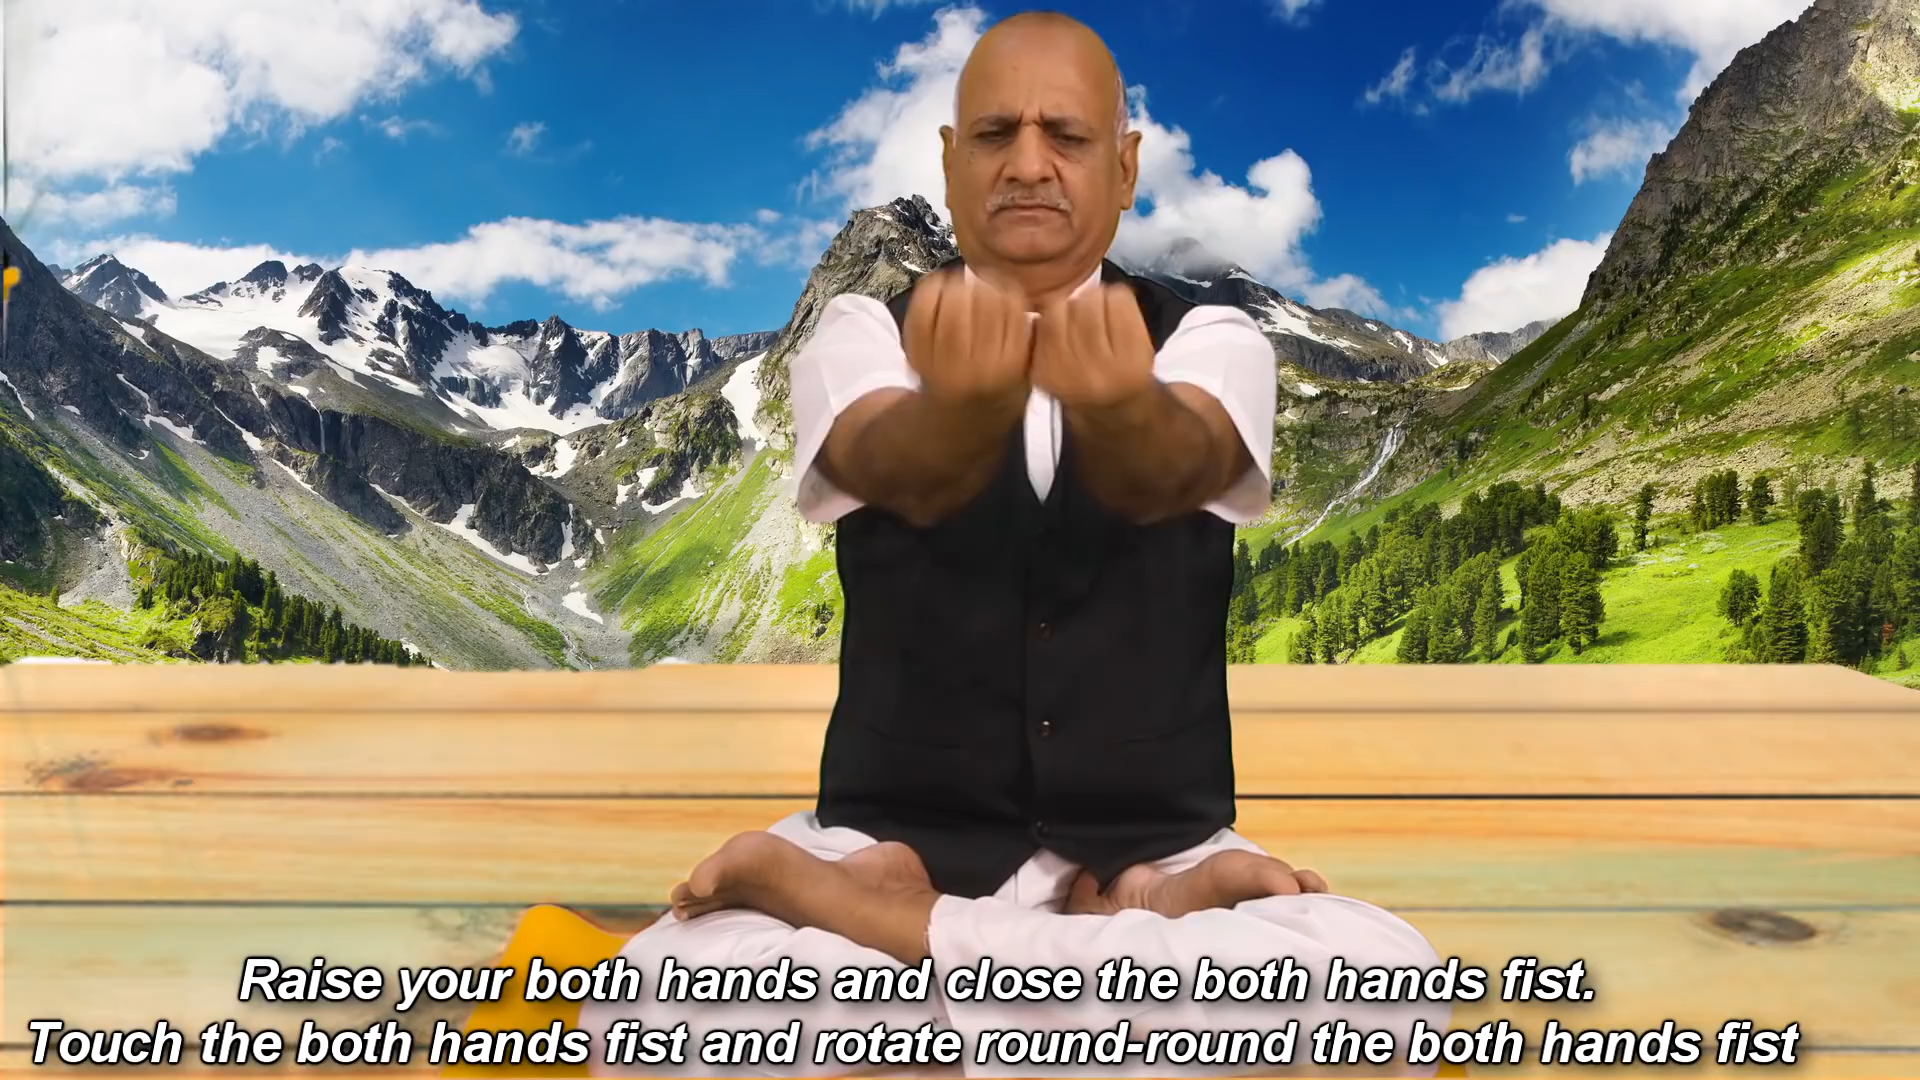 Raise your both hands and close the both hands fist.
Touch the both hands fist and rotate round-round the both hands fist